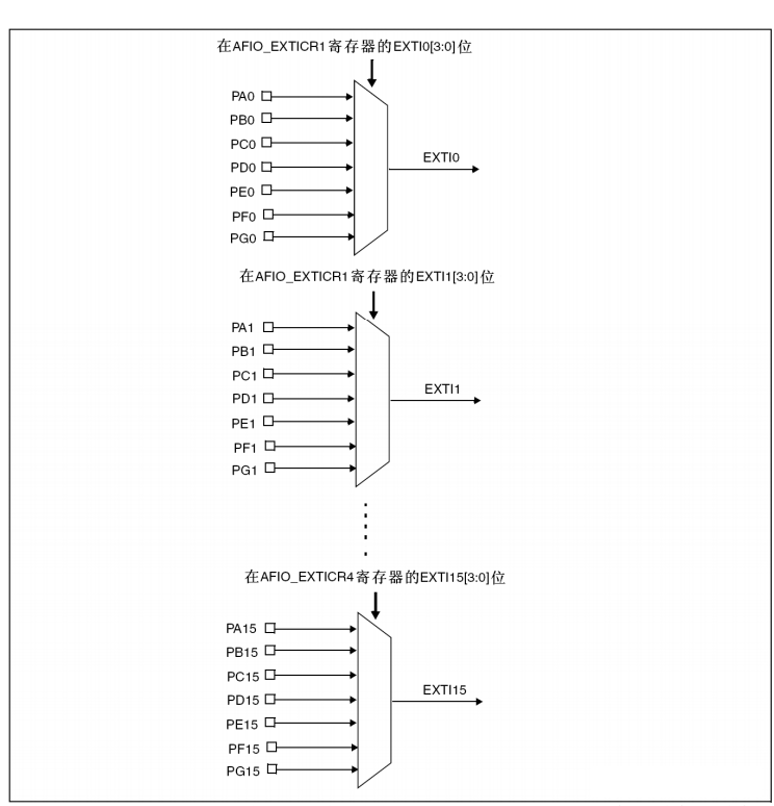 在AFIO_EXTICR1寄存器的EXTI0[3:0]位
PA0
PB0
PC0
PD0
PE0
PF0
PG0
EXTI0
在AFIO_EXTICR1寄存器的EXTI1[3:0]位
PA1
PB1
PC1
PD1
PE1
PF1
PG1
EXTI1
在AFIO_EXTICR4寄存器的EXTI15[3:0]位
PA15
PB15
PC15
PD15
PE15
PF15
PG15
EXTI15